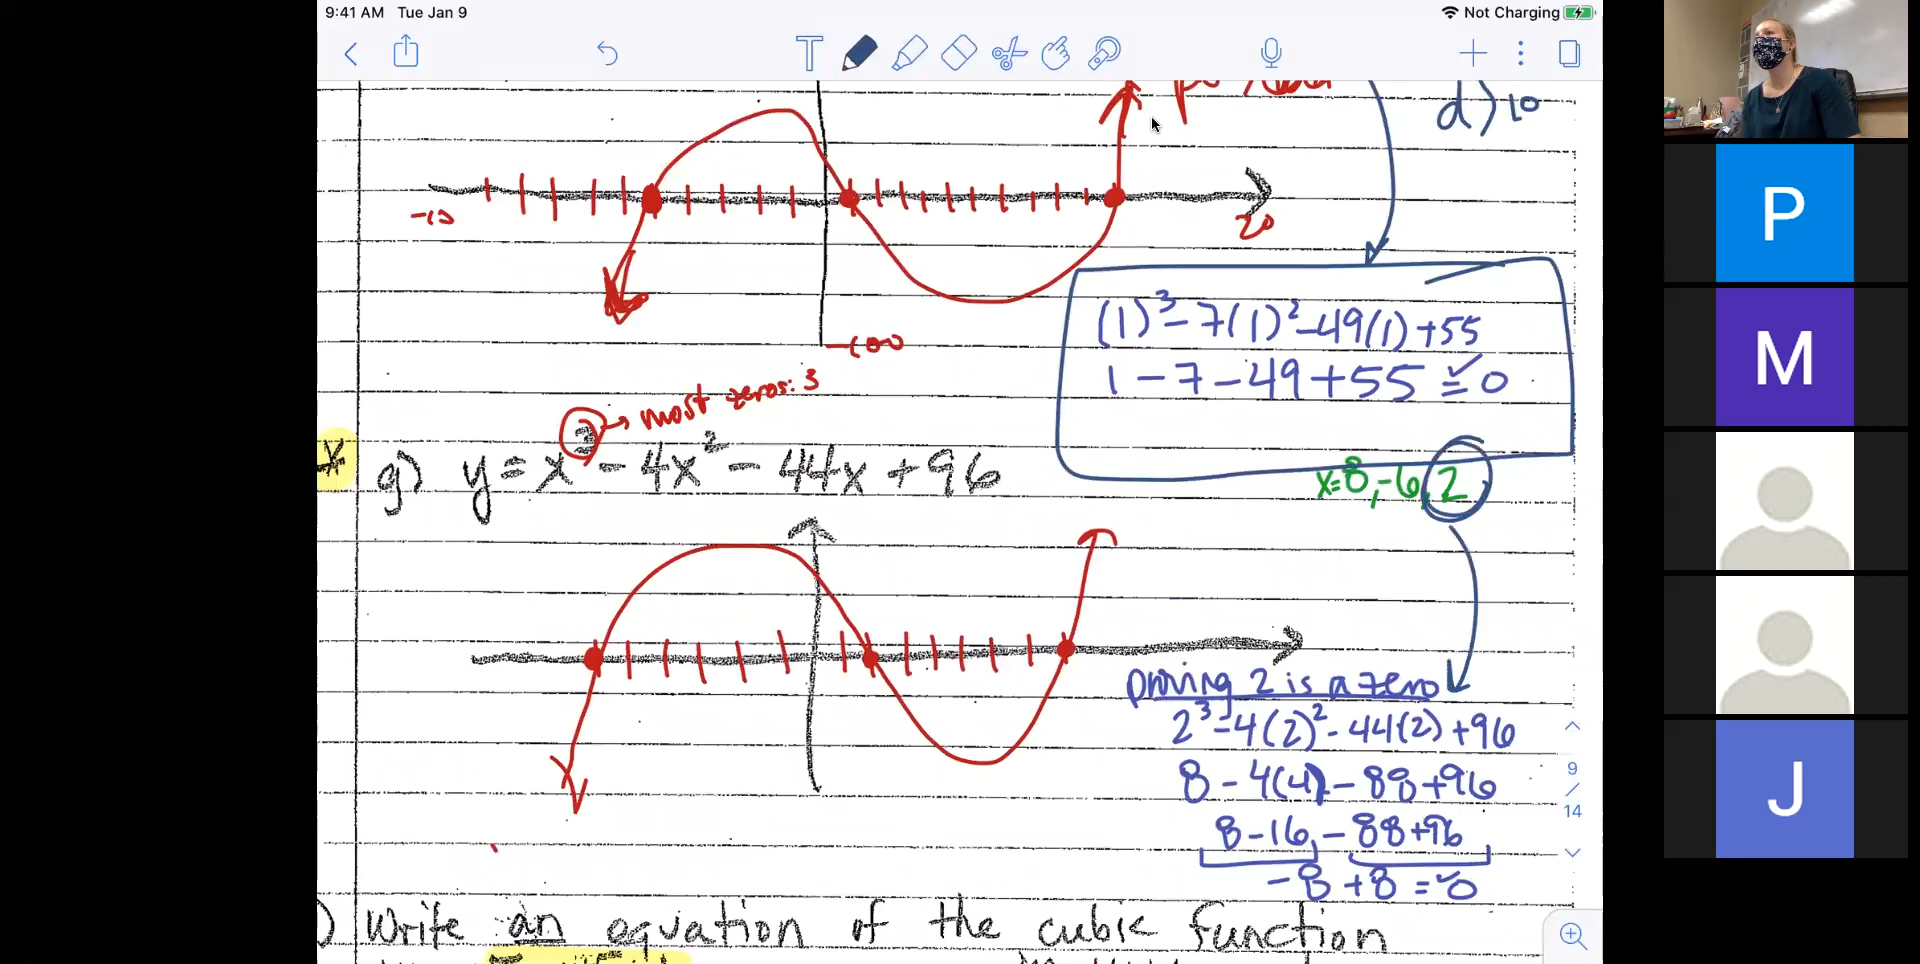 9:41 AM Tue Jan 9
Not Charging
d) 10
-10
20
-100
(1)³ - 7(1)² - 49(1) + 55
1 - 7 - 49 + 55 = 0
3 → most zeros: 3
g) y = x³ - 4x² - 44x + 96
x = 8, -6, 2
proving 2 is a zero
2³ - 4(2)² - 44(2) + 96
8 - 4(4) - 88 + 96
8 - 16, - 88 + 96
-8 + 8 = 0
9
/
14
) Write an equation of the cubic function
P
M
J